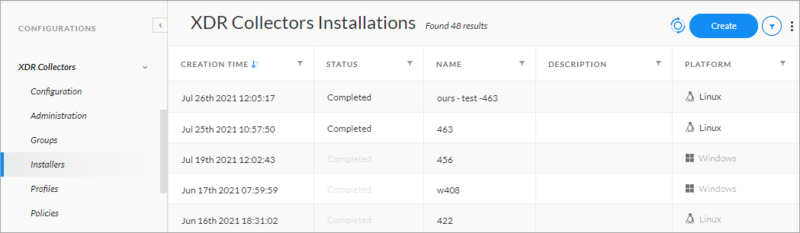 CONFIGURATIONS
XDR Collectors
Configuration
Administration
Groups
Installers
Profiles
Policies
XDR Collectors Installations Found 48 results Create
CREATION TIME STATUS NAME DESCRIPTION PLATFORM
Jul 26th 2021 12:05:17 Completed ours - test -463 Linux
Jul 25th 2021 10:57:50 Completed 463 Linux
Jul 19th 2021 12:02:43 Completed 456 Windows
Jun 17th 2021 07:59:59 Completed w408 Windows
Jun 16th 2021 18:31:02 Completed 422 Linux